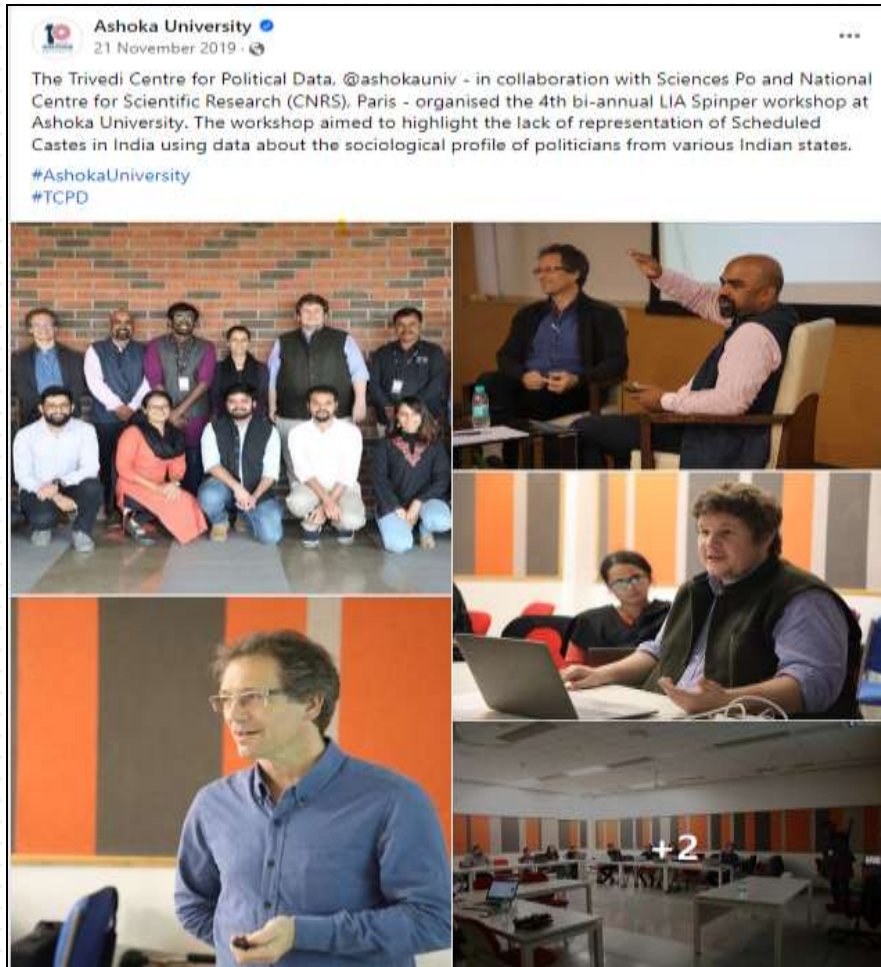 Ashoka University
21 November 2019 ·
The Trivedi Centre for Political Data, @ashokauniv - in collaboration with Sciences Po and National
Centre for Scientific Research (CNRS), Paris - organised the 4th bi-annual LIA Spinper workshop at
Ashoka University. The workshop aimed to highlight the lack of representation of Scheduled
Castes in India using data about the sociological profile of politicians from various Indian states.
#AshokaUniversity
#TCPD
+2